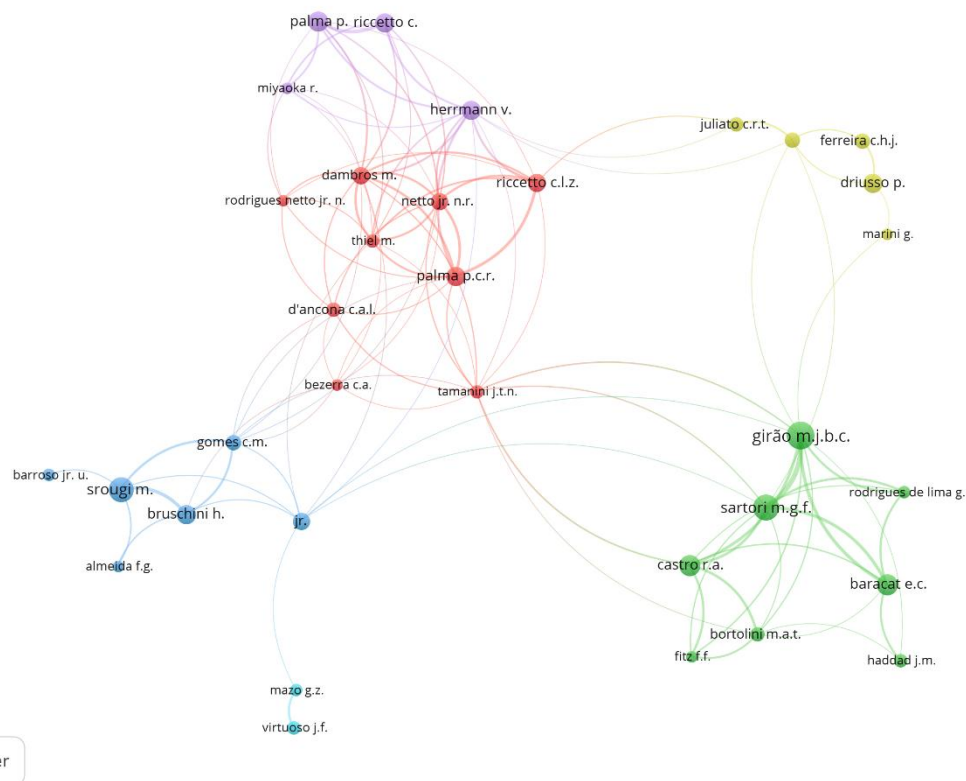 palma p.
riccetto c.
miyaoka r.
herrmann v.
juliato c.r.t.
ferreira c.h.j.
dambros m.
riccetto c.l.z.
driusso p.
rodrigues netto jr. n.
netto jr. n.r.
marini g.
thiel m.
palma p.c.r.
d'ancona c.a.l.
bezerra c.a.
tamanini j.t.n.
girão m.j.b.c.
gomes c.m.
barroso jr. u.
srougi m.
rodrigues de lima g.
sartori m.g.f.
bruschini h.
jr.
almeida f.g.
castro r.a.
baracat e.c.
bortolini m.a.t.
fitz f.f.
haddad j.m.
mazo g.z.
virtuoso j.f.
er